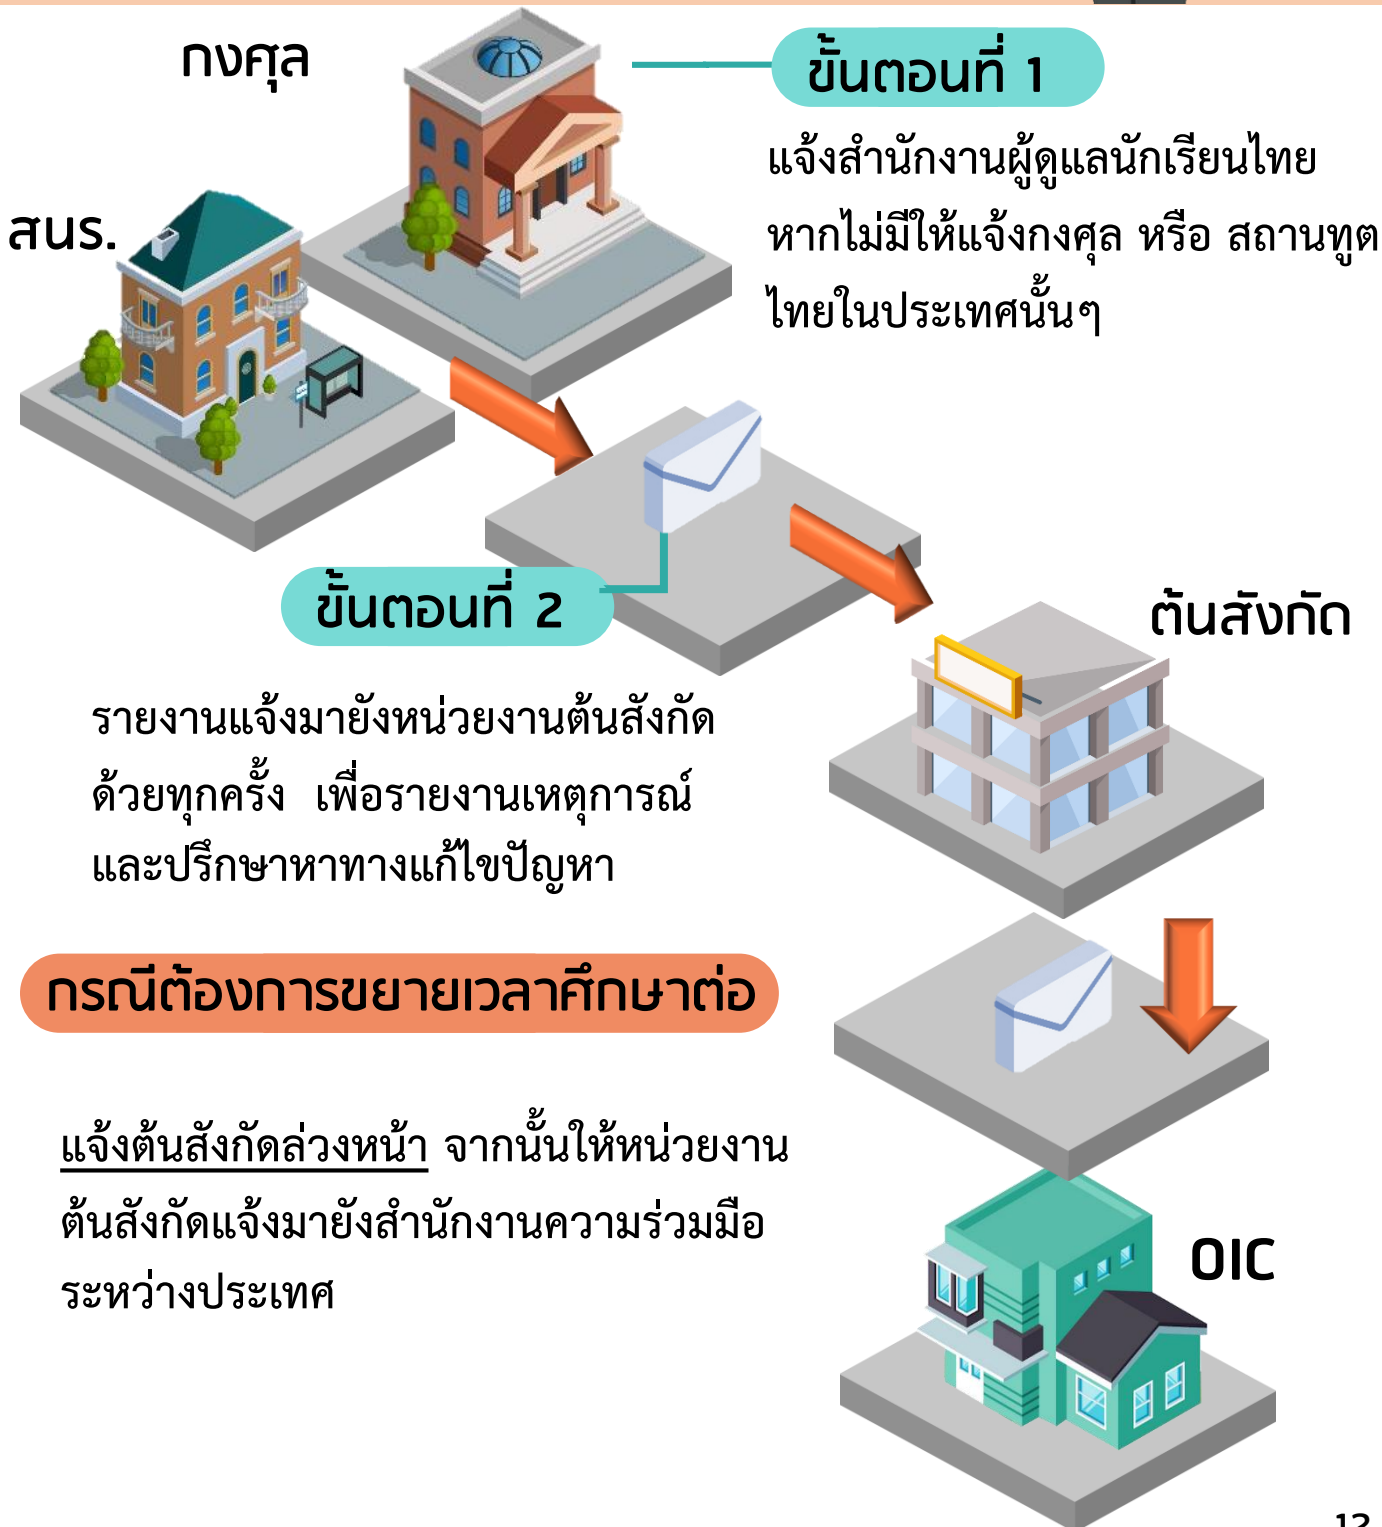 กงศุล
ขั้นตอนที่ 1
แจ้งสำนักงานผู้ดูแลนักเรียนไทย
หากไม่มีให้แจ้งกงศุล หรือ สถานทูต
ไทยในประเทศนั้นๆ
สนร.
ขั้นตอนที่ 2
ต้นสังกัด
รายงานแจ้งมายังหน่วยงานต้นสังกัด
ด้วยทุกครั้ง เพื่อรายงานเหตุการณ์
และปรึกษาหาทางแก้ไขปัญหา
กรณีต้องการขยายเวลาศึกษาต่อ
แจ้งต้นสังกัดล่วงหน้า จากนั้นให้หน่วยงาน
ต้นสังกัดแจ้งมายังสำนักงานความร่วมมือ
ระหว่างประเทศ
OIC